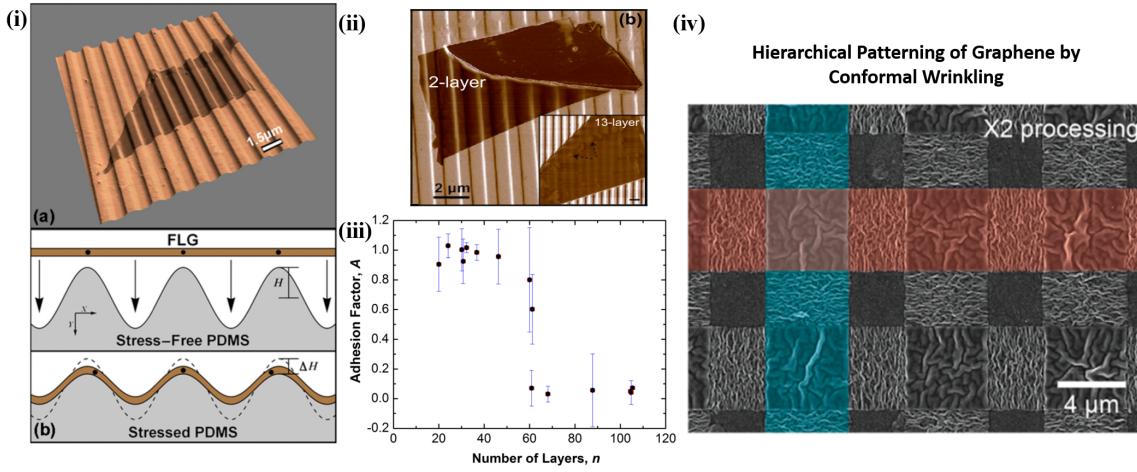 (i)
1.5μm
(a)
FLG
H
X
Y
Stress–Free PDMS
ΔH
(b)
Stressed PDMS
(ii)
(b)
2-layer
13-layer
2 μm
(iii)
Adhesion Factor, A
1.2
1.0
0.8
0.6
0.4
0.2
0.0
-0.2
0 20 40 60 80 100 120
Number of Layers, n
(iv)
Hierarchical Patterning of Graphene by
Conformal Wrinkling
X2 processing
4 μm